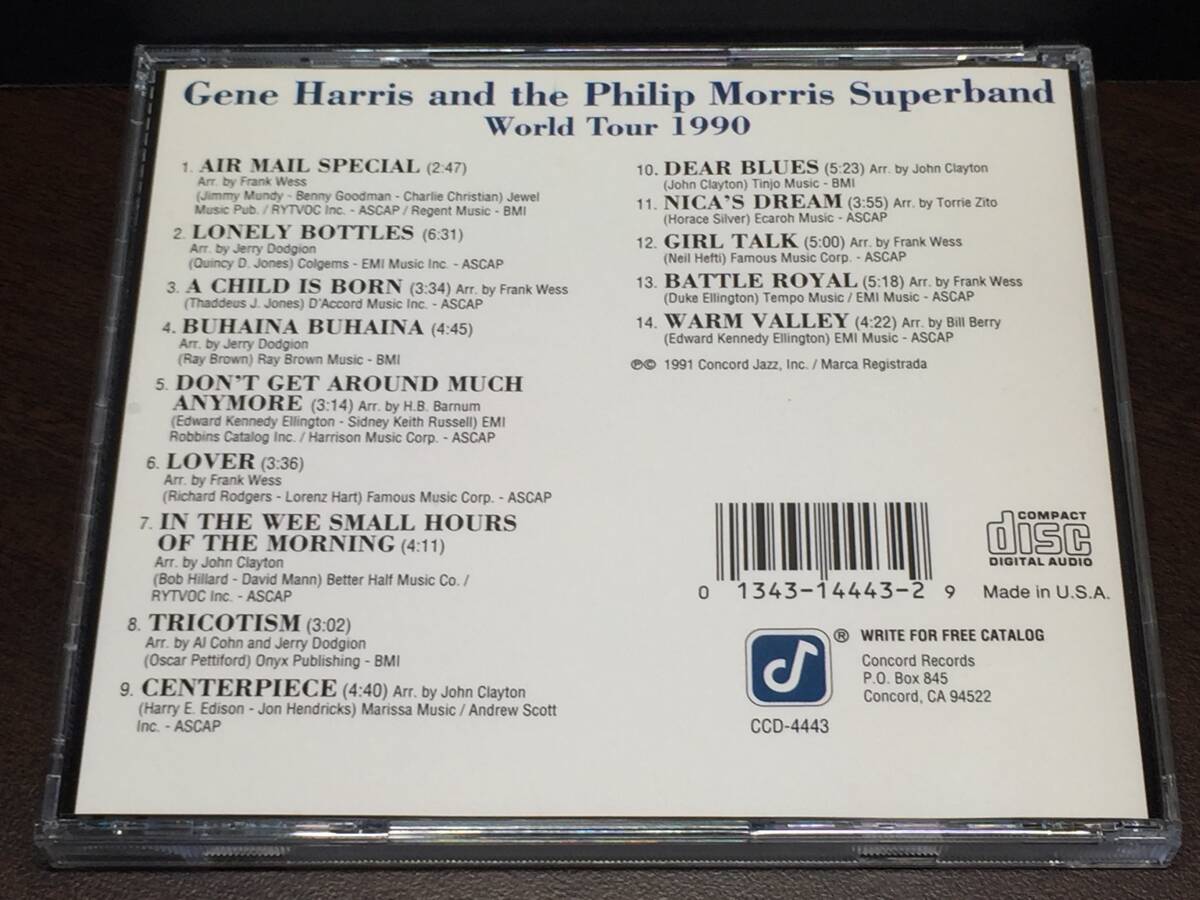 Gene Harris and the Philip Morris Superband
World Tour 1990
1. AIR MAIL SPECIAL (2:47)
Arr. by Frank Wess
(Jimmy Mundy - Benny Goodman - Charlie Christian) Jewel
Music Pub. / RYTVOC Inc. - ASCAP / Regent Music - BMI
2. LONELY BOTTLES (6:31)
Arr. by Jerry Dodgion
(Quincy D. Jones) Colgems - EMI Music Inc. - ASCAP
3. A CHILD IS BORN (3:34) Arr. by Frank Wess
(Thaddeus J. Jones) D'Accord Music Inc. - ASCAP
4. BUHAINA BUHAINA (4:45)
Arr. by Jerry Dodgion
(Ray Brown) Ray Brown Music - BMI
5. DON'T GET AROUND MUCH
ANYMORE (3:14) Arr. by H.B. Barnum
(Edward Kennedy Ellington - Sidney Keith Russell) EMI
Robbins Catalog Inc. / Harrison Music Corp. - ASCAP
6. LOVER (3:36)
Arr. by Frank Wess
(Richard Rodgers - Lorenz Hart) Famous Music Corp. - ASCAP
7. IN THE WEE SMALL HOURS
OF THE MORNING (4:11)
Arr. by John Clayton
(Bob Hillard - David Mann) Better Half Music Co. /
RYTVOC Inc. - ASCAP
8. TRICOTISM (3:02)
Arr. by Al Cohn and Jerry Dodgion
(Oscar Pettiford) Onyx Publishing - BMI
9. CENTERPIECE (4:40) Arr. by John Clayton
(Harry E. Edison - Jon Hendricks) Marissa Music / Andrew Scott
Inc. - ASCAP
10. DEAR BLUES (5:23) Arr. by John Clayton
(John Clayton) Tinjo Music - BMI
11. NICA'S DREAM (3:55) Arr. by Torrie Zito
(Horace Silver) Ecaroh Music - ASCAP
12. GIRL TALK (5:00) Arr. by Frank Wess
(Neil Hefti) Famous Music Corp. - ASCAP
13. BATTLE ROYAL (5:18) Arr. by Frank Wess
(Duke Ellington) Tempo Music / EMI Music - ASCAP
14. WARM VALLEY (4:22) Arr. by Bill Berry
(Edward Kennedy Ellington) EMI Music - ASCAP
℗© 1991 Concord Jazz, Inc. / Marca Registrada
0 1343-14443-2 9
COMPACT
disc
DIGITAL AUDIO
Made in U.S.A.
® WRITE FOR FREE CATALOG
Concord Records
P.O. Box 845
Concord, CA 94522
CCD-4443